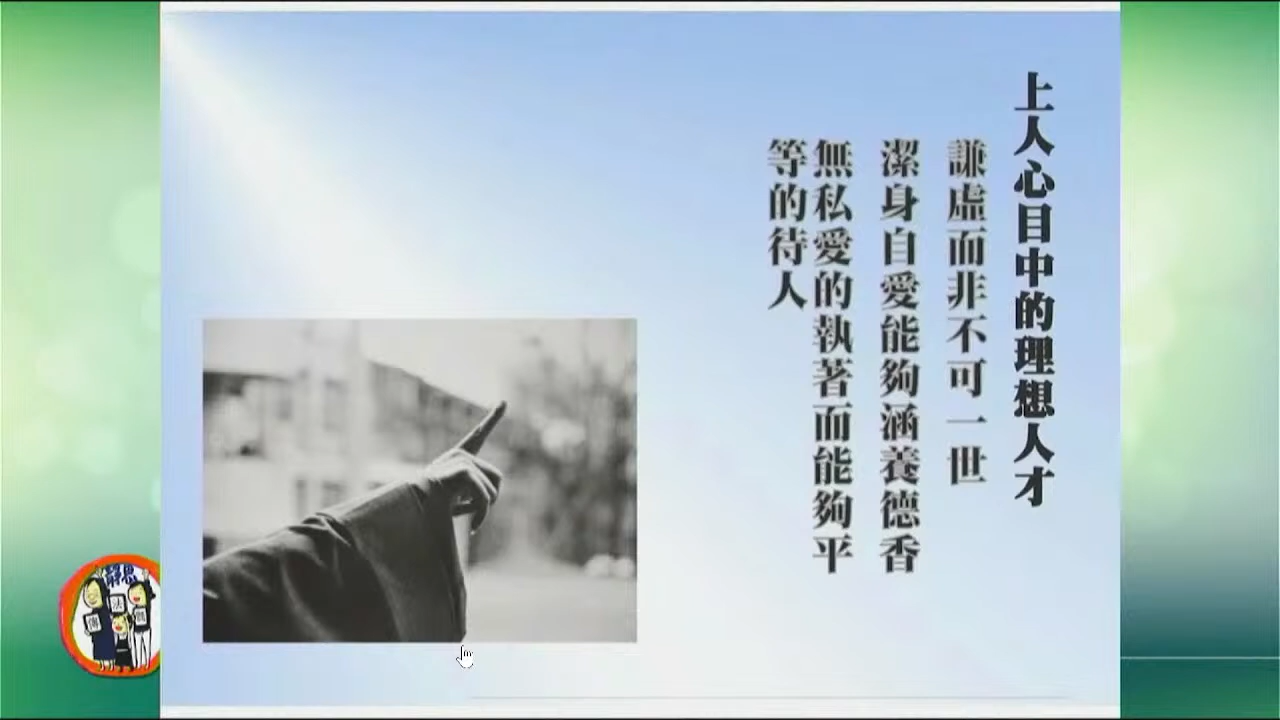 上人心目中的理想人才
謙虛而非不可一世
潔身自愛能夠涵養德香
無私愛的執著而能夠平
等的待人
靜思